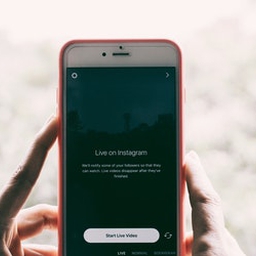 Live on Instagram
We'll notify some of your followers so that they
can watch. Live videos disappear after they've
finished.
Start Live Video
LIVE NORMAL BOOMERANG